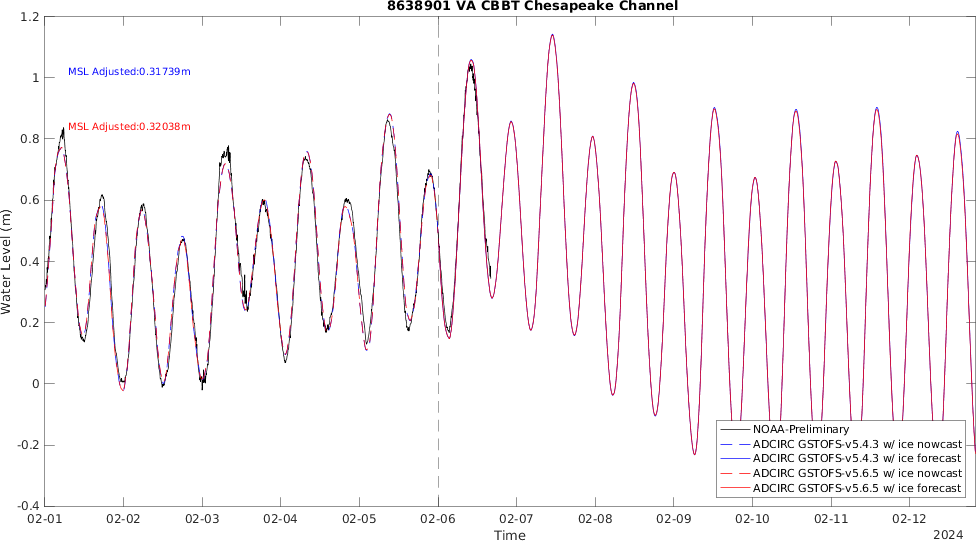 8638901 VA CBBT Chesapeake Channel
1.2
1
0.8
0.6
0.4
0.2
0
-0.2
-0.4
Water Level (m)
MSL Adjusted:0.31739m
MSL Adjusted:0.32038m
NOAA-Preliminary
ADCIRC GSTOFS-v5.4.3 w/ ice nowcast
ADCIRC GSTOFS-v5.4.3 w/ ice forecast
ADCIRC GSTOFS-v5.6.5 w/ ice nowcast
ADCIRC GSTOFS-v5.6.5 w/ ice forecast
02-01 02-02 02-03 02-04 02-05 02-06 02-07 02-08 02-09 02-10 02-11 02-12
Time
2024